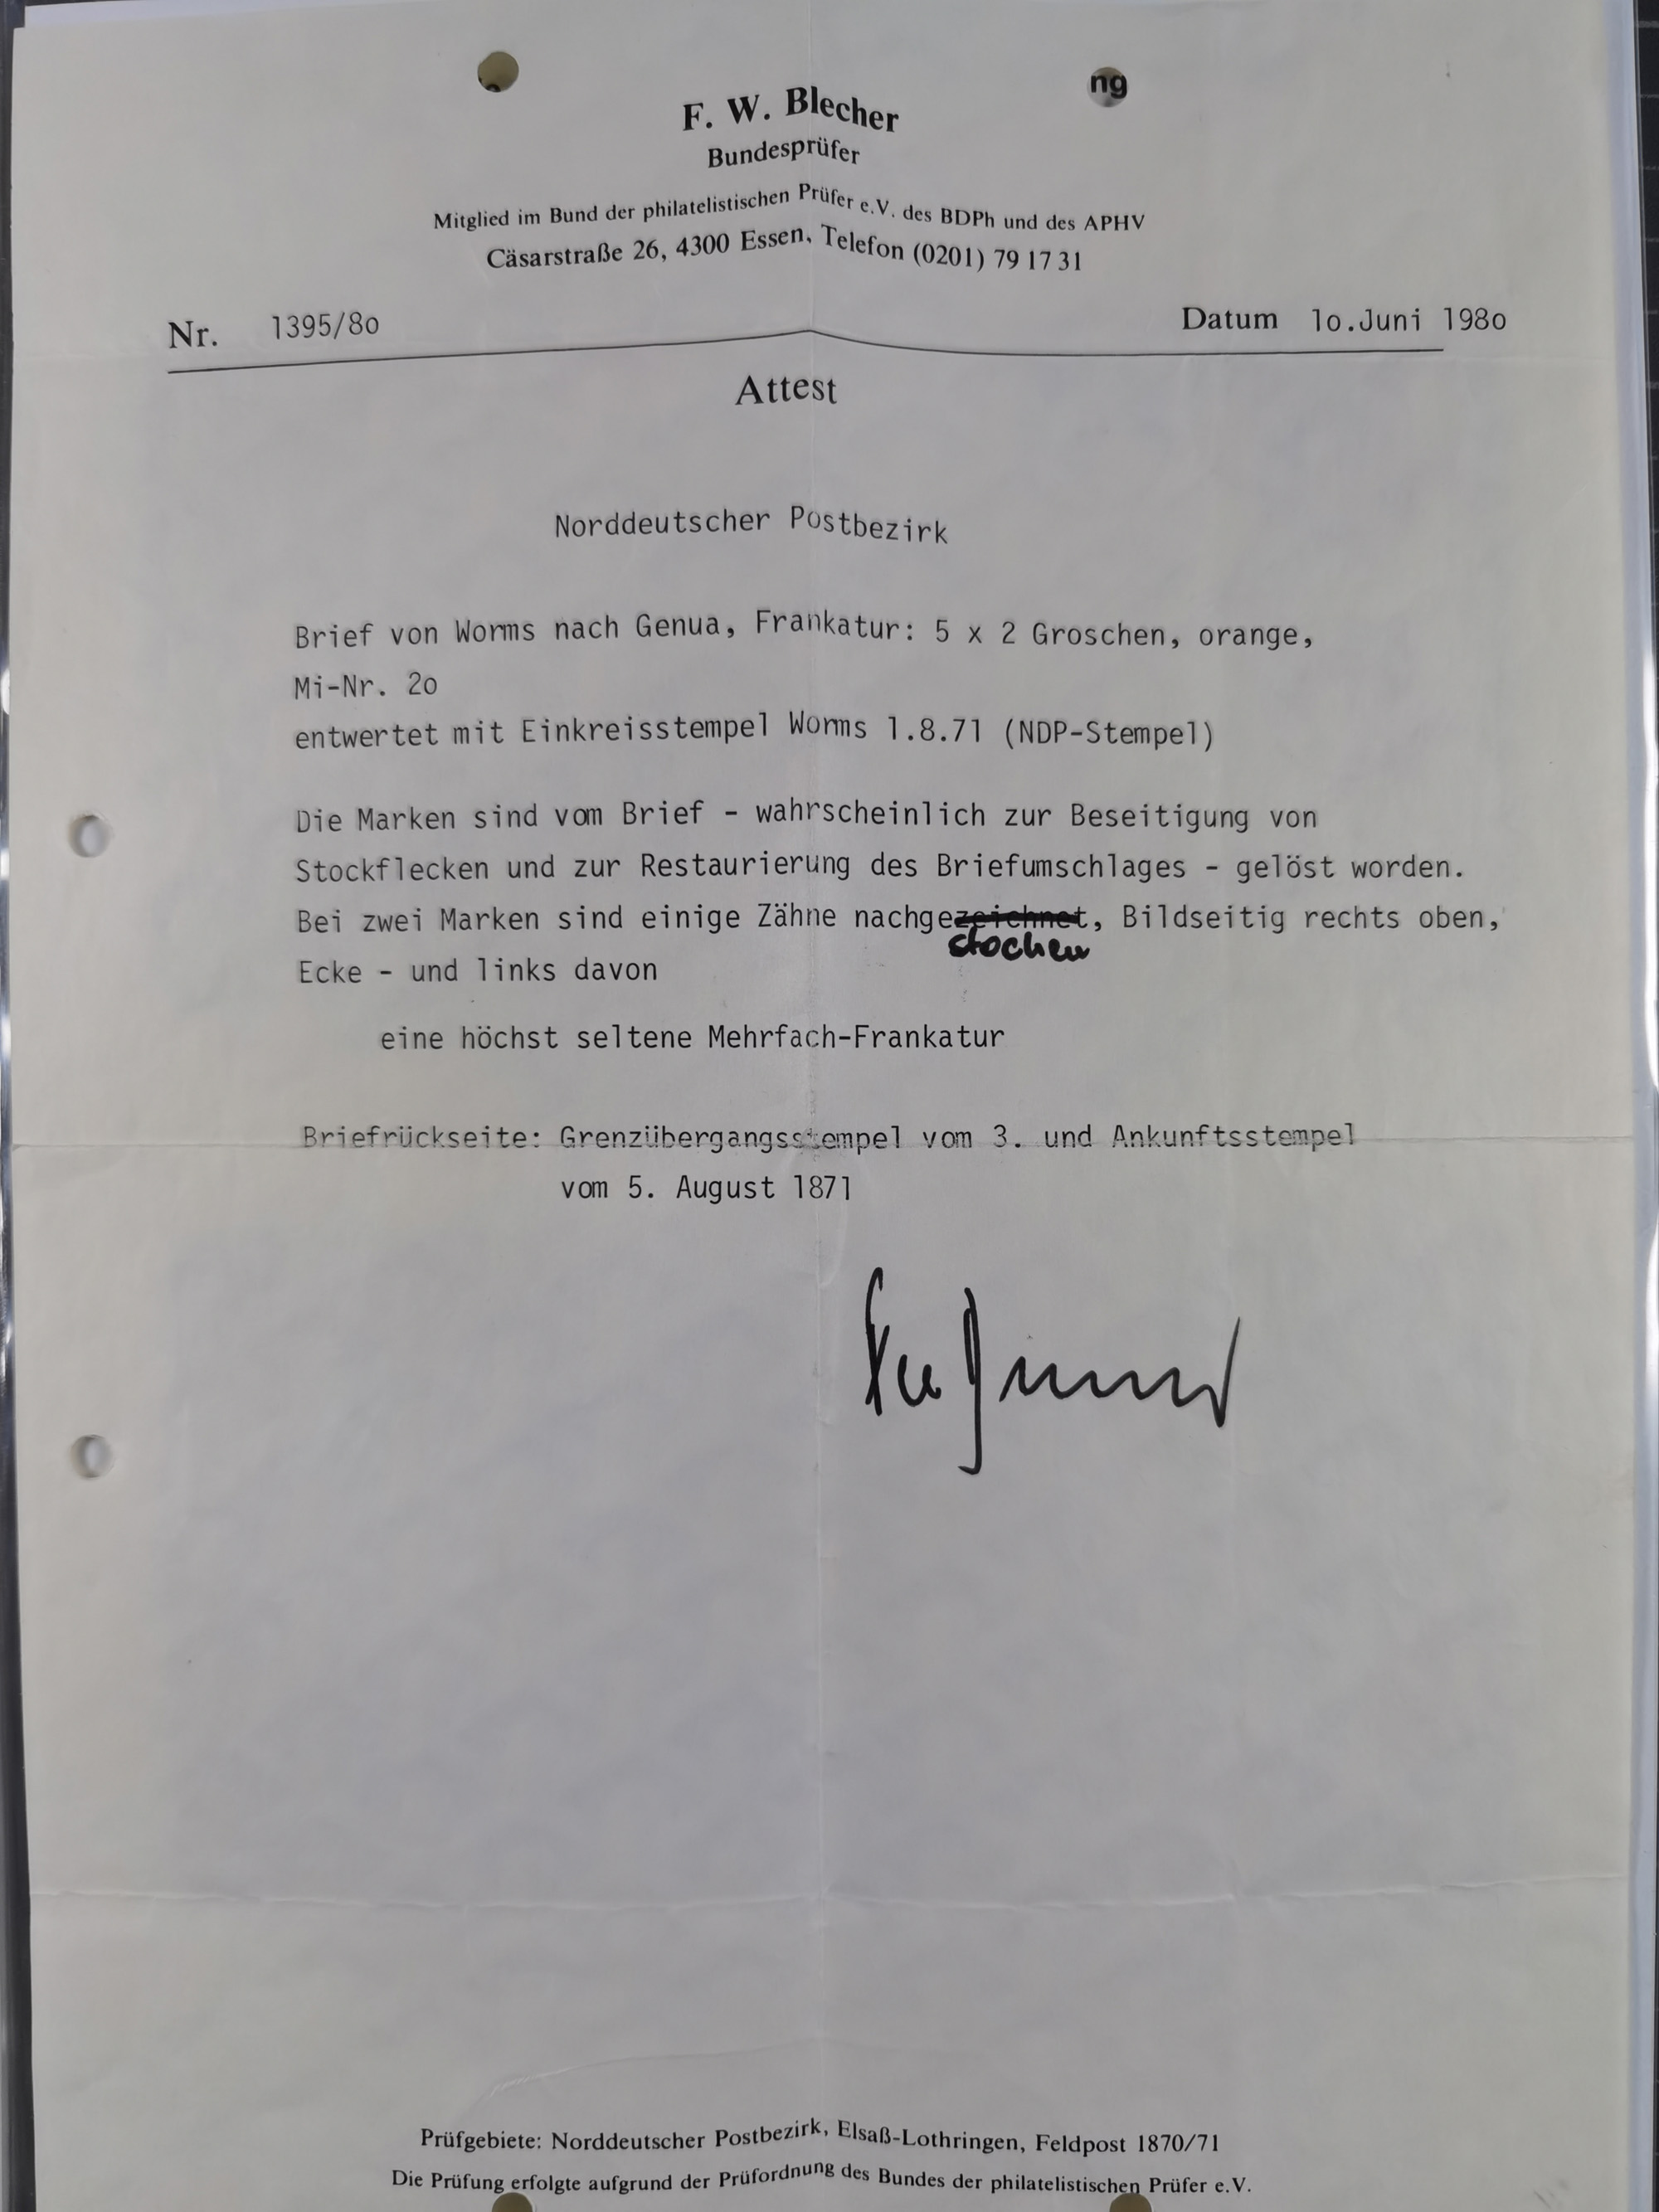 ng
F. W. Blecher
Bundesprüfer
Mitglied im Bund der philatelistischen Prüfer e.V. des BDPh und des APHV
Cäsarstraße 26, 4300 Essen, Telefon (0201) 79 17 31
Nr. 1395/8o Datum 1o.Juni 198o
Attest
Norddeutscher Postbezirk
Brief von Worms nach Genua, Frankatur: 5 x 2 Groschen, orange,
Mi-Nr. 2o
entwertet mit Einkreisstempel Worms 1.8.71 (NDP-Stempel)
Die Marken sind vom Brief - wahrscheinlich zur Beseitigung von
Stockflecken und zur Restaurierung des Briefumschlages - gelöst worden.
Bei zwei Marken sind einige Zähne nachgezeichnet, Bildseitig rechts oben,
stochen
Ecke - und links davon
eine höchst seltene Mehrfach-Frankatur
Briefrückseite: Grenzübergangsstempel vom 3. und Ankunftsstempel
vom 5. August 1871
Prüfgebiete: Norddeutscher Postbezirk, Elsaß-Lothringen, Feldpost 1870/71
Die Prüfung erfolgte aufgrund der Prüfordnung des Bundes der philatelistischen Prüfer e.V.